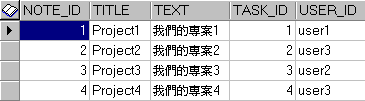 NOTE_ID TITLE TEXT TASK_ID USER_ID
1 Project1 我們的專案1 1 user1
2 Project2 我們的專案2 2 user3
3 Project3 我們的專案3 3 user2
4 Project4 我們的專案4 4 user3